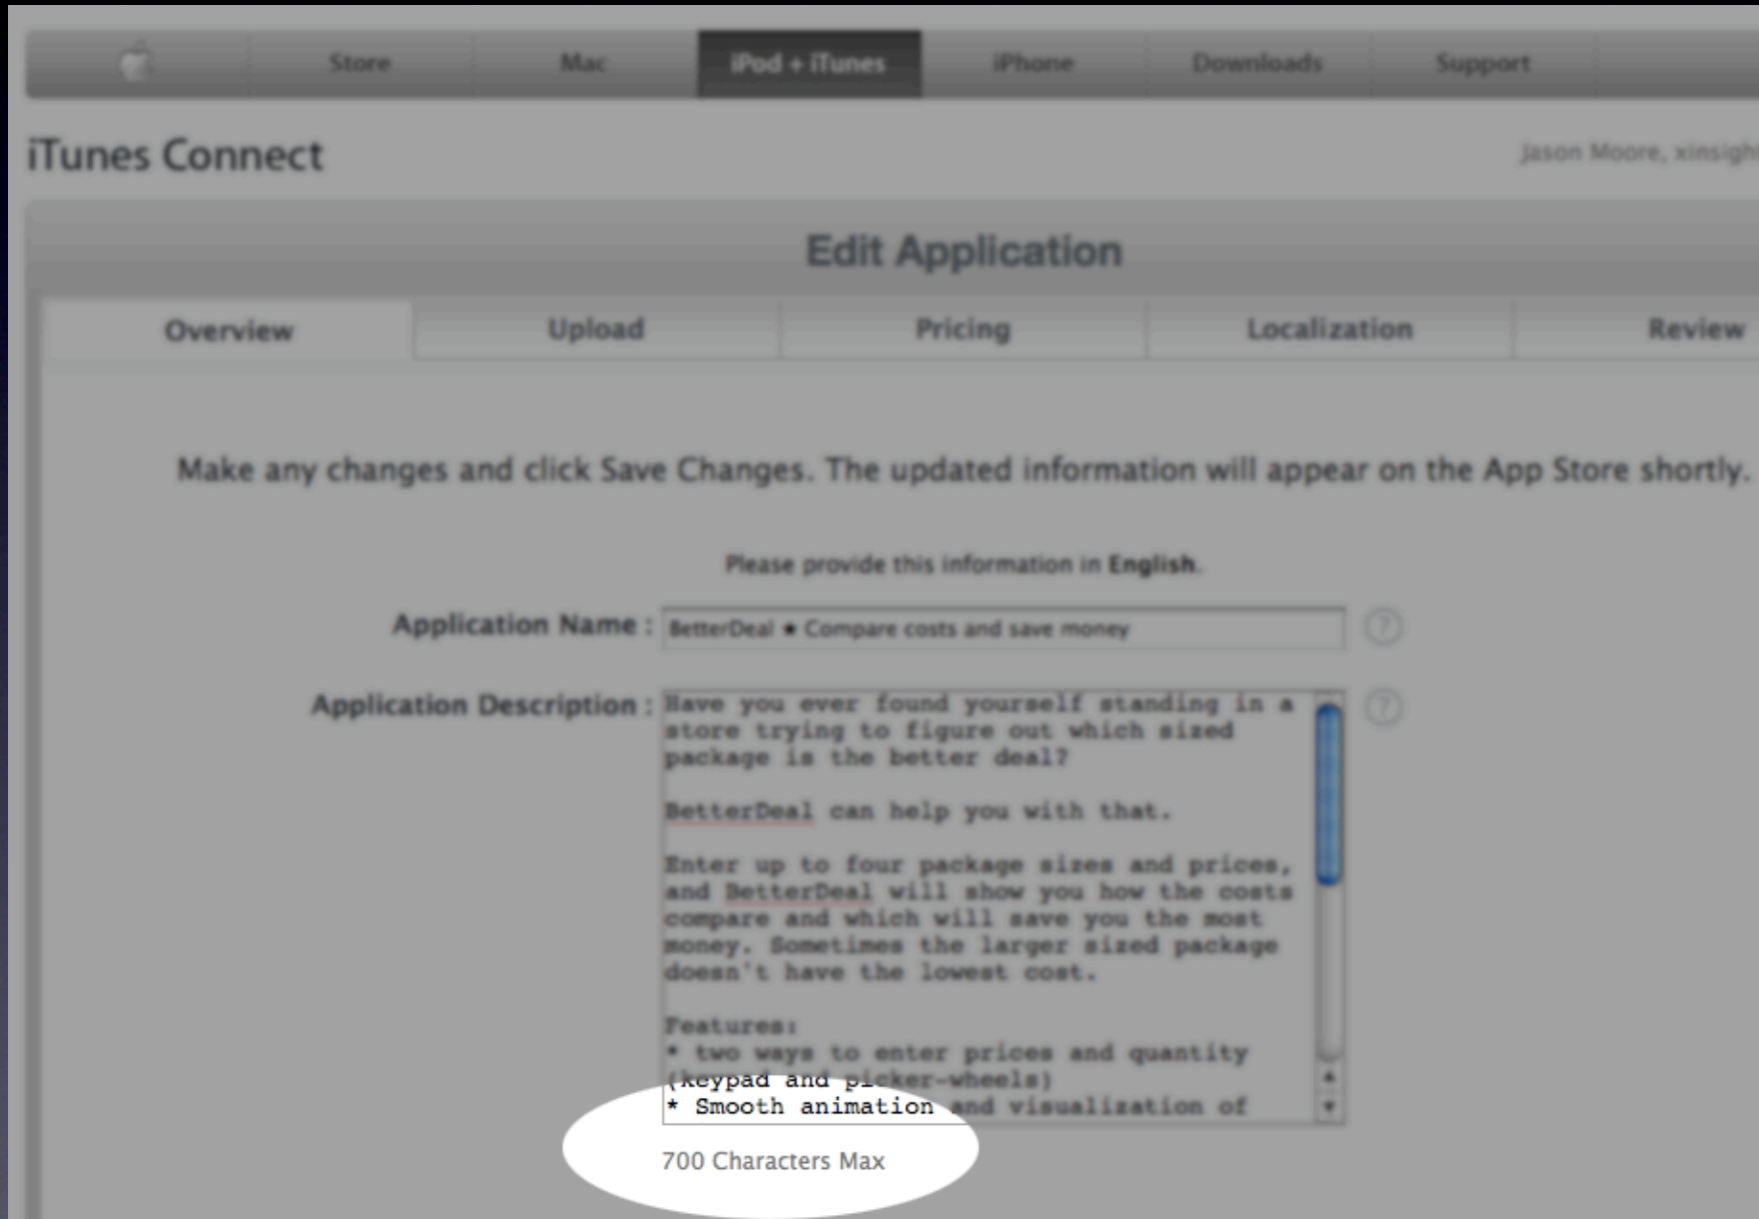 Store Mac iPod + iTunes iPhone Downloads Support
iTunes Connect
Jason Moore, xinsight
Edit Application
Overview Upload Pricing Localization Review
Make any changes and click Save Changes. The updated information will appear on the App Store shortly.
Please provide this information in English.
Application Name : BetterDeal ★ Compare costs and save money ?
Application Description : ?
Have you ever found yourself standing in a
store trying to figure out which sized
package is the better deal?
BetterDeal can help you with that.
Enter up to four package sizes and prices,
and BetterDeal will show you how the costs
compare and which will save you the most
money. Sometimes the larger sized package
doesn't have the lowest cost.
Features:
* two ways to enter prices and quantity
(keypad and picker-wheels)
* Smooth animation and visualization of
700 Characters Max